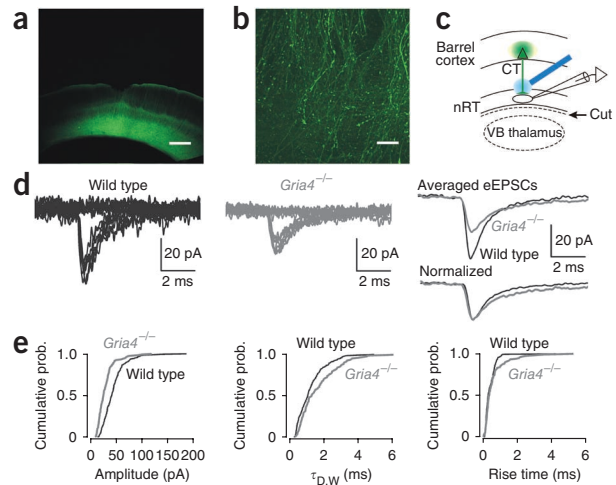 a
b
c
Barrel cortex
CT
nRT
Cut
VB thalamus
d
Wild type
20 pA
2 ms
Gria4–/–
20 pA
2 ms
Averaged eEPSCs
Gria4–/–
Wild type
20 pA
2 ms
Normalized
e
Cumulative prob.
1.0
0.5
0
Gria4–/–
Wild type
0 50 100 150 200
Amplitude (pA)
Cumulative prob.
1.0
0.5
0
Wild type
Gria4–/–
0 2 4 6
τD,W (ms)
Cumulative prob.
1.0
0.5
0
Wild type
Gria4–/–
0 2 4 6
Rise time (ms)